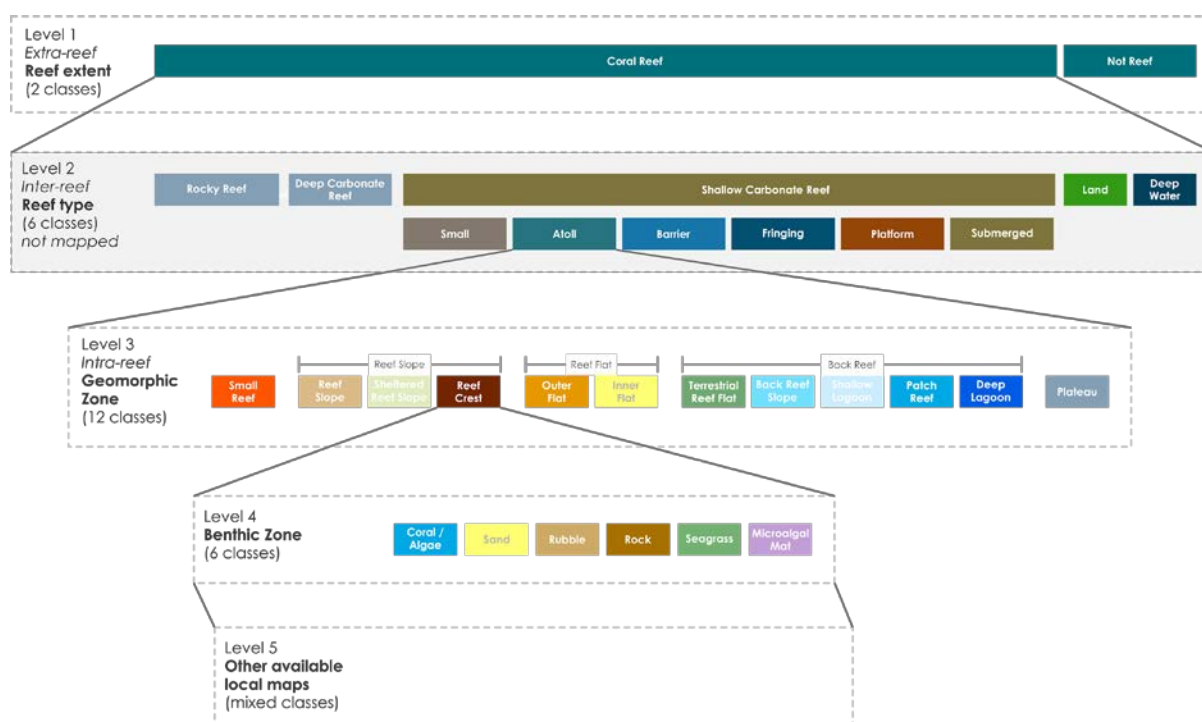 Level 1
Extra-reef
Reef extent
(2 classes)
Coral Reef
Not Reef
Level 2
Inter-reef
Reef type
(6 classes)
not mapped
Rocky Reef
Deep Carbonate
Reef
Shallow Carbonate Reef
Land
Deep
Water
Small
Atoll
Barrier
Fringing
Platform
Submerged
Level 3
Intra-reef
Geomorphic
Zone
(12 classes)
Reef Slope
Reef Flat
Back Reef
Small
Reef
Reef
Slope
Sheltered
Reef Slope
Reef
Crest
Outer
Flat
Inner
Flat
Terrestrial
Reef Flat
Back Reef
Slope
Shallow
Lagoon
Patch
Reef
Deep
Lagoon
Plateau
Level 4
Benthic Zone
(6 classes)
Coral /
Algae
Sand
Rubble
Rock
Seagrass
Microalgal
Mat
Level 5
Other available
local maps
(mixed classes)